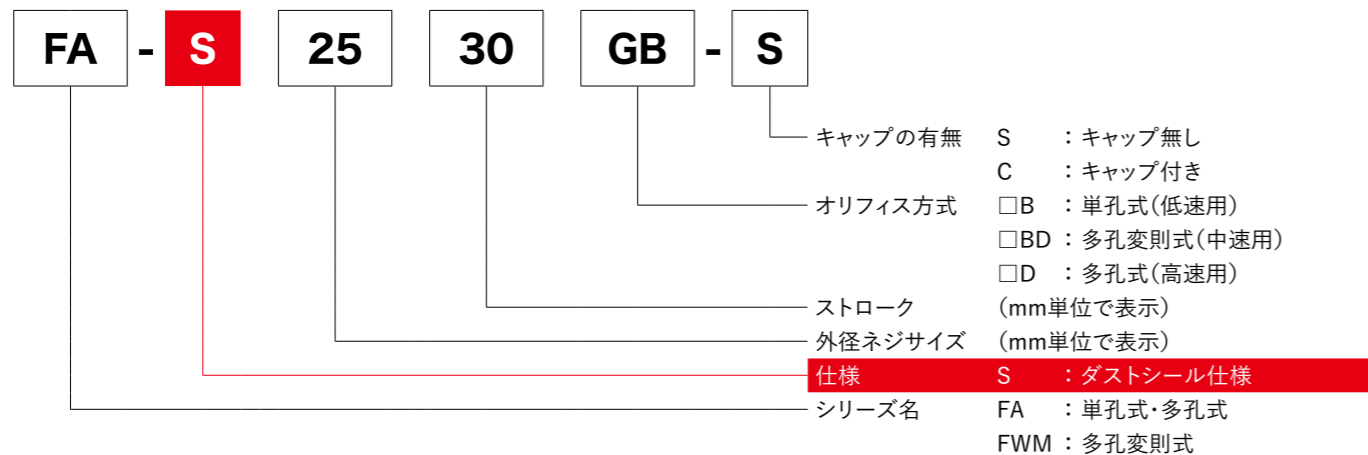 FA - S 25 30 GB - S
キャップの有無 S :キャップ無し
C :キャップ付き
オリフィス方式 □B :単孔式(低速用)
□BD :多孔変則式(中速用)
□D :多孔式(高速用)
ストローク (mm単位で表示)
外径ネジサイズ (mm単位で表示)
仕様 S :ダストシール仕様
シリーズ名 FA :単孔式・多孔式
FWM :多孔変則式